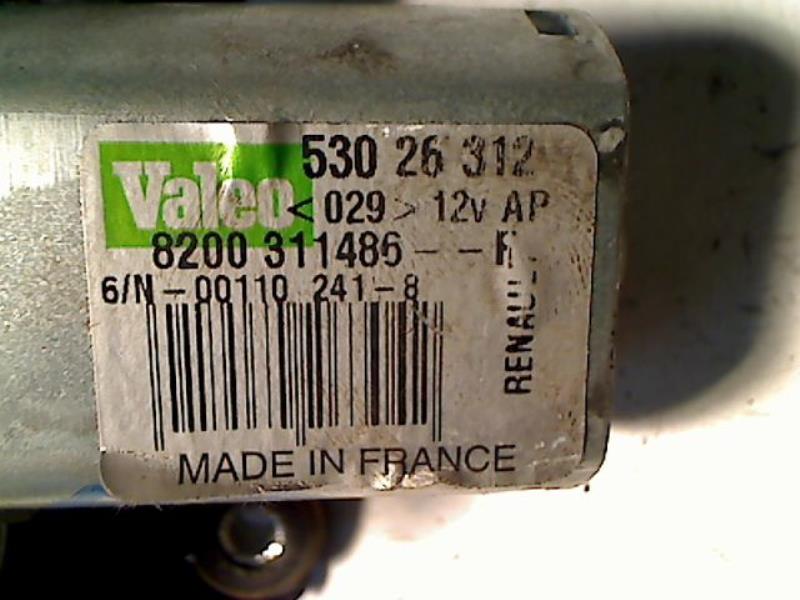 Valeo
530 26 312
<029> 12v AP
8200 311486 - -
6/N-00110 241-8
RENAULT
MADE IN FRANCE